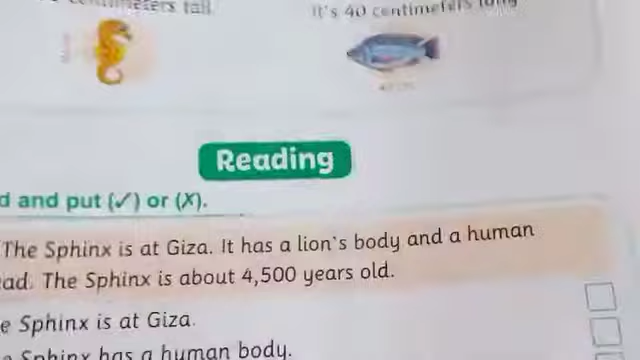 tall
It's 40 centimeters long
Reading
and put (✓) or (X).
The Sphinx is at Giza. It has a lion's body and a human
The Sphinx is about 4,500 years old.
Sphinx is at Giza.
Sphinx has a human body.